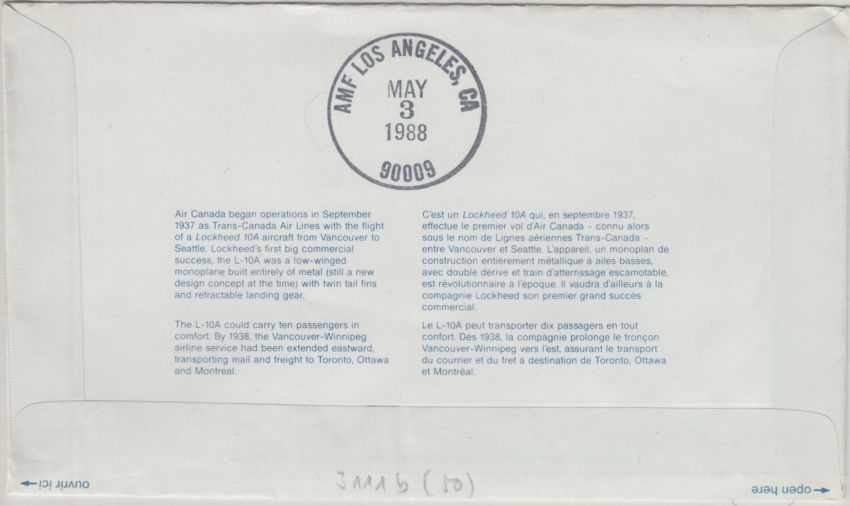 AMF LOS ANGELES, CA
MAY
3
1988
90009
Air Canada began operations in September
1937 as Trans-Canada Air Lines with the flight
of a Lockheed 10A aircraft from Vancouver to
Seattle. Lockheed's first big commercial
success, the L-10A was a low-winged
monoplane built entirely of metal (still a new
design concept at the time) with twin tail fins
and retractable landing gear.
The L-10A could carry ten passengers in
comfort. By 1938, the Vancouver-Winnipeg
airline service had been extended eastward,
transporting mail and freight to Toronto, Ottawa
and Montreal.
C'est un Lockheed 10A qui, en septembre 1937,
effectue le premier vol d'Air Canada – connu alors
sous le nom de Lignes aériennes Trans-Canada –
entre Vancouver et Seattle. L'appareil, un monoplan de
construction entièrement métallique à ailes basses,
avec double dérive et train d'atterrissage escamotable,
est révolutionnaire à l'époque. Il vaudra d'ailleurs à la
compagnie Lockheed son premier grand succès
commercial.
Le L-10A peut transporter dix passagers en tout
confort. Dès 1938, la compagnie prolonge le tronçon
Vancouver-Winnipeg vers l'est, assurant le transport
du courrier et du fret à destination de Toronto, Ottawa
et Montréal.
ouvrir ici
3111b (50)
open here